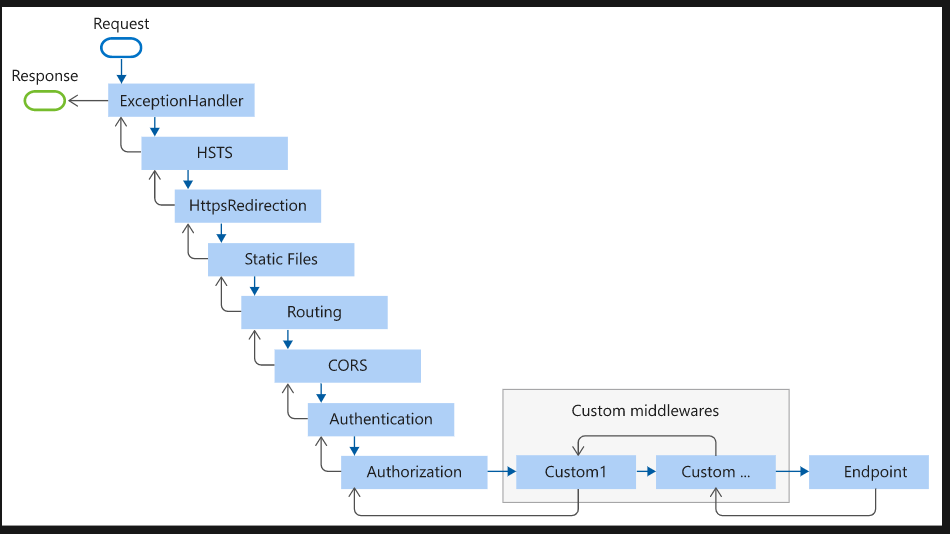 Request
Response
ExceptionHandler
HSTS
HttpsRedirection
Static Files
Routing
CORS
Authentication
Custom middlewares
Authorization
Custom1
Custom ...
Endpoint